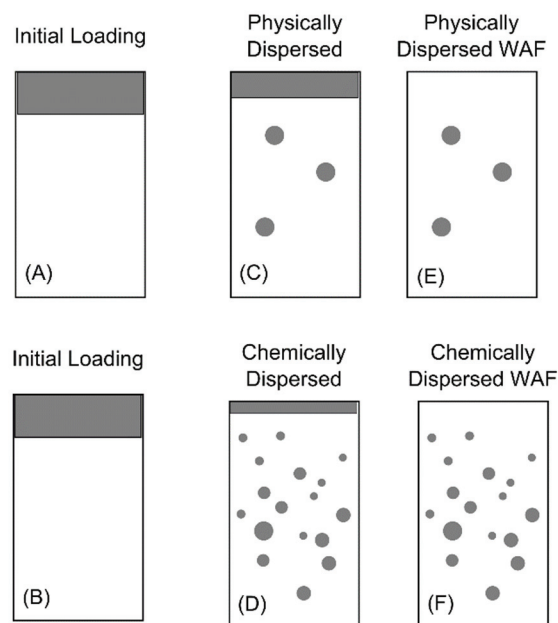 Initial Loading
Physically
Dispersed
Physically
Dispersed WAF
(A)
(C)
(E)
Initial Loading
Chemically
Dispersed
Chemically
Dispersed WAF
(B)
(D)
(F)